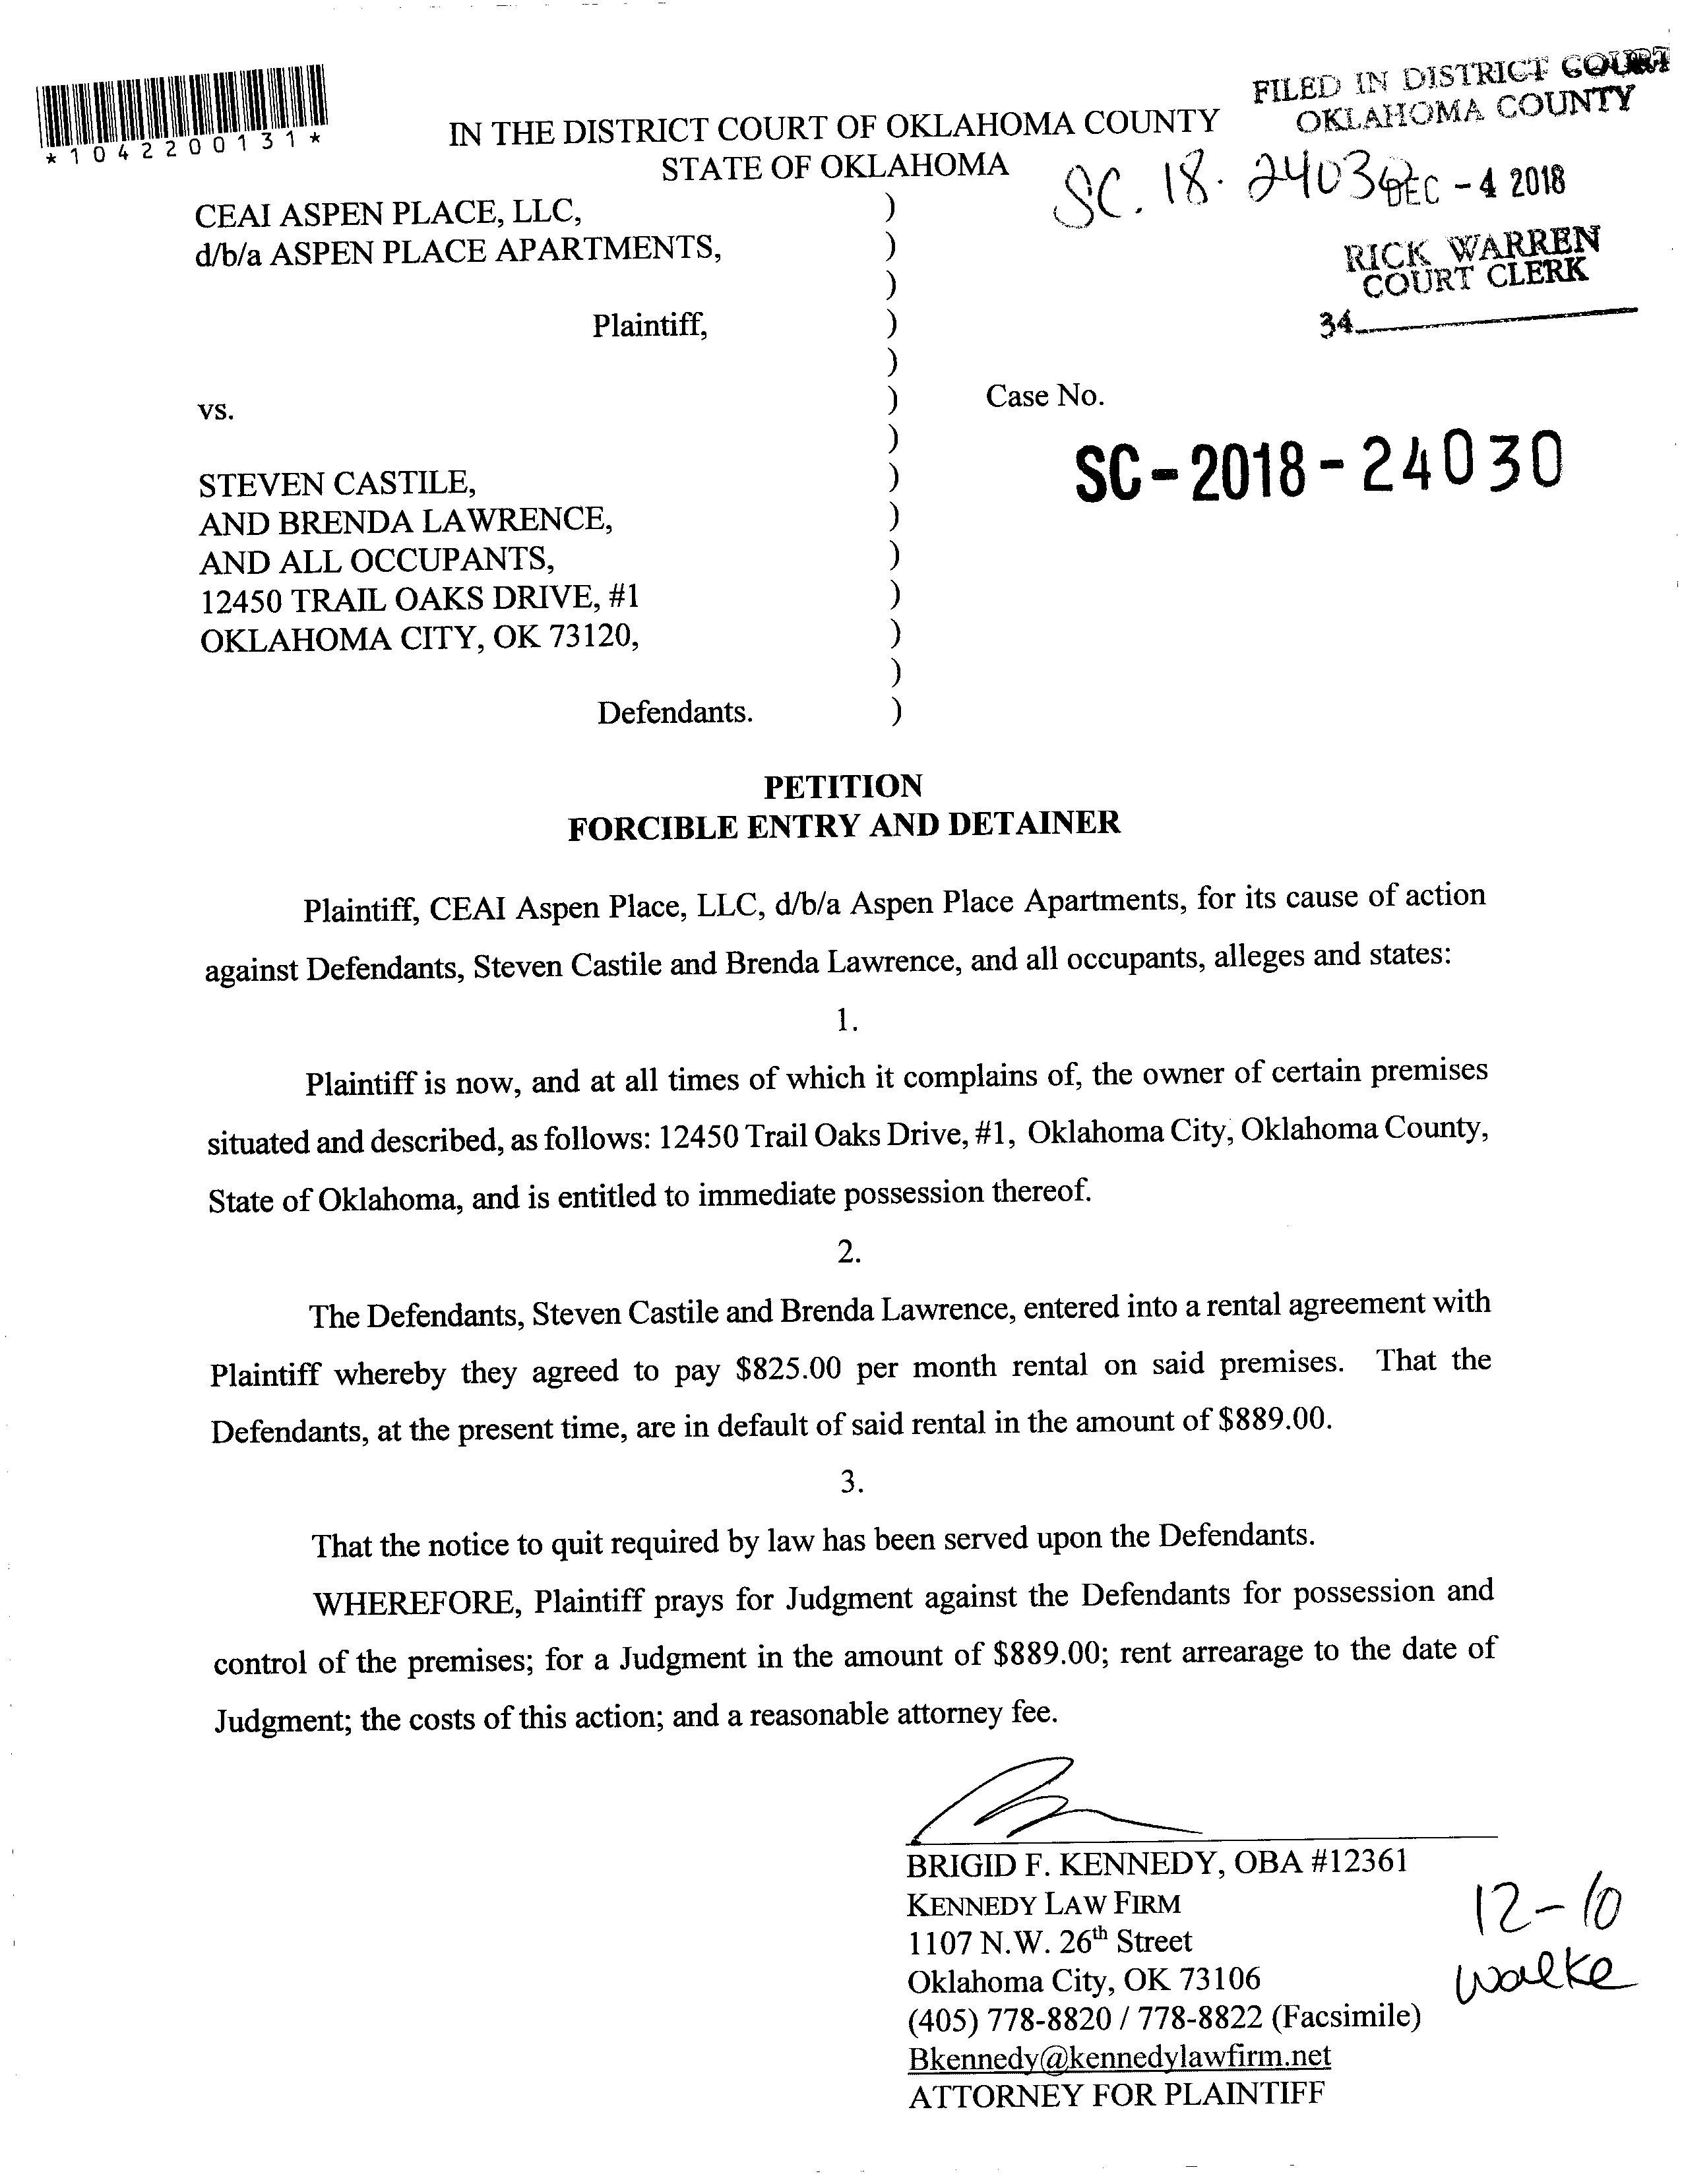 *1042200131*
FILED IN DISTRICT COURT
OKLAHOMA COUNTY
IN THE DISTRICT COURT OF OKLAHOMA COUNTY
STATE OF OKLAHOMA
SC. 18. 24030
DEC - 4 2018
RICK WARREN
COURT CLERK
34
CEAI ASPEN PLACE, LLC, )
d/b/a ASPEN PLACE APARTMENTS, )
)
Plaintiff, )
)
vs. ) Case No.
)
SC-2018-24030
STEVEN CASTILE, )
AND BRENDA LAWRENCE, )
AND ALL OCCUPANTS, )
12450 TRAIL OAKS DRIVE, #1 )
OKLAHOMA CITY, OK 73120, )
)
Defendants. )
PETITION
FORCIBLE ENTRY AND DETAINER
Plaintiff, CEAI Aspen Place, LLC, d/b/a Aspen Place Apartments, for its cause of action
against Defendants, Steven Castile and Brenda Lawrence, and all occupants, alleges and states:
1.
Plaintiff is now, and at all times of which it complains of, the owner of certain premises
situated and described, as follows: 12450 Trail Oaks Drive, #1, Oklahoma City, Oklahoma County,
State of Oklahoma, and is entitled to immediate possession thereof.
2.
The Defendants, Steven Castile and Brenda Lawrence, entered into a rental agreement with
Plaintiff whereby they agreed to pay $825.00 per month rental on said premises. That the
Defendants, at the present time, are in default of said rental in the amount of $889.00.
3.
That the notice to quit required by law has been served upon the Defendants.
WHEREFORE, Plaintiff prays for Judgment against the Defendants for possession and
control of the premises; for a Judgment in the amount of $889.00; rent arrearage to the date of
Judgment; the costs of this action; and a reasonable attorney fee.
BRIGID F. KENNEDY, OBA #12361
KENNEDY LAW FIRM
1107 N.W. 26th Street
Oklahoma City, OK 73106
(405) 778-8820 / 778-8822 (Facsimile)
Bkennedy@kennedylawfirm.net
ATTORNEY FOR PLAINTIFF
12-10
Walke